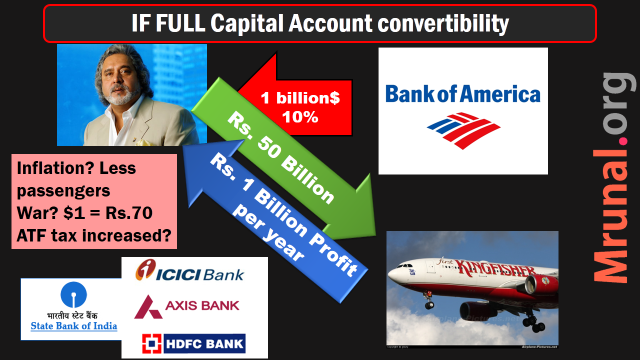 IF FULL Capital Account convertibility
1 billion$
10%
Bank of America
Rs. 50 Billion
Rs. 1 Billion Profit
per year
Inflation? Less
passengers
War? $1 = Rs.70
ATF tax increased?
भारतीय स्टेट बैंक
State Bank of India
ICICI Bank
AXIS BANK
HDFC BANK
KINGFISHER
Mrunal.org